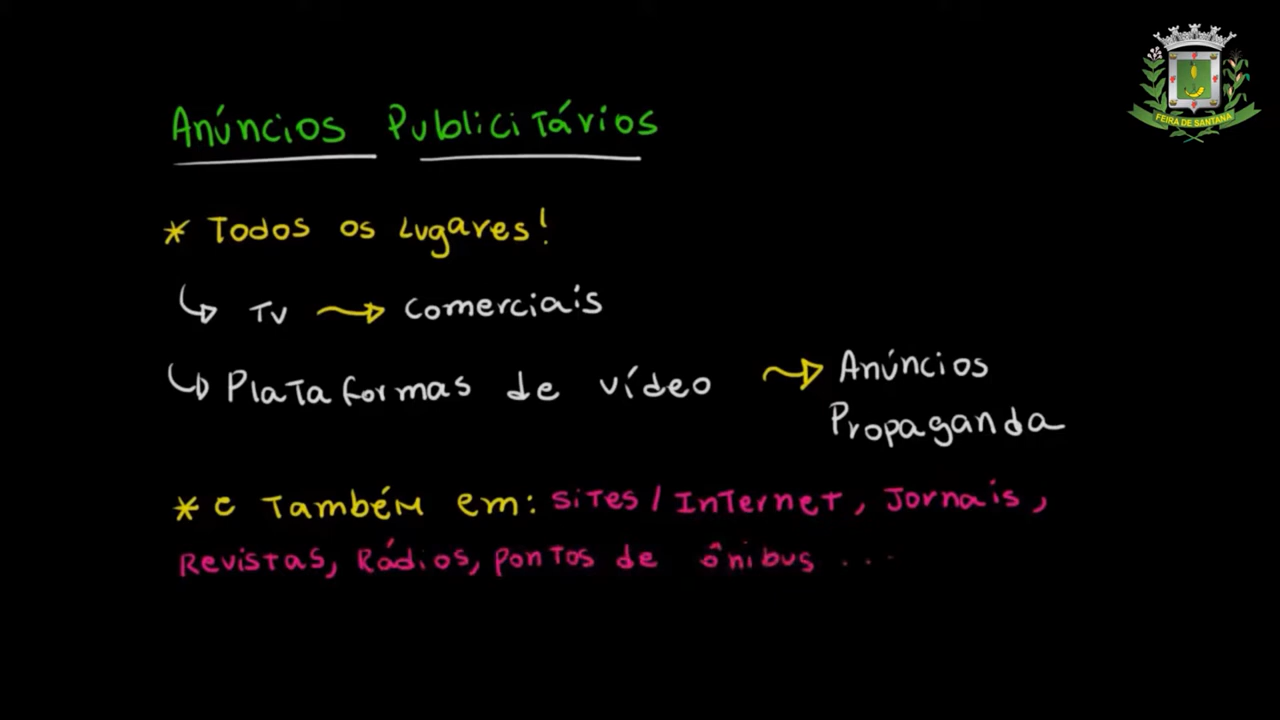 FEIRA DE SANTANA
Anúncios Publicitários
* Todos os Lugares!
TV Comerciais
Plataformas de vídeo Anúncios
Propaganda
* e Também em: Sites/Internet, Jornais,
Revistas, Rádios, Pontos de ônibus ...